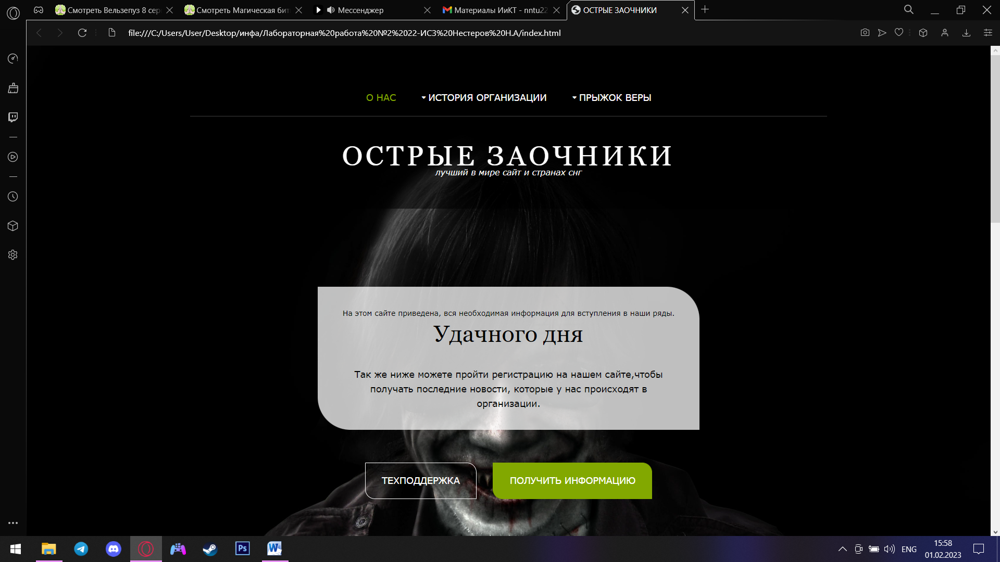 Смотреть Вельзепуз 8 сер
Смотреть Магическая бит
Мессенджер
Материалы ИиКТ - nntu22
ОСТРЫЕ ЗАОЧНИКИ
file:///C:/Users/User/Desktop/инфа/Лабораторная%20работа%20№2%2022-ИСЗ%20Нестеров%20Н.А/index.html
О НАС
ИСТОРИЯ ОРГАНИЗАЦИИ
ПРЫЖОК ВЕРЫ
ОСТРЫЕ ЗАОЧНИКИ
лучший в мире сайт и странах снг
На этом сайте приведена, вся необходимая информация для вступления в наши ряды.
Удачного дня
Так же ниже можете пройти регистрацию на нашем сайте,чтобы
получать последние новости, которые у нас происходят в
организации.
ТЕХПОДДЕРЖКА
ПОЛУЧИТЬ ИНФОРМАЦИЮ
Ps
W
ENG
15:58
01.02.2023